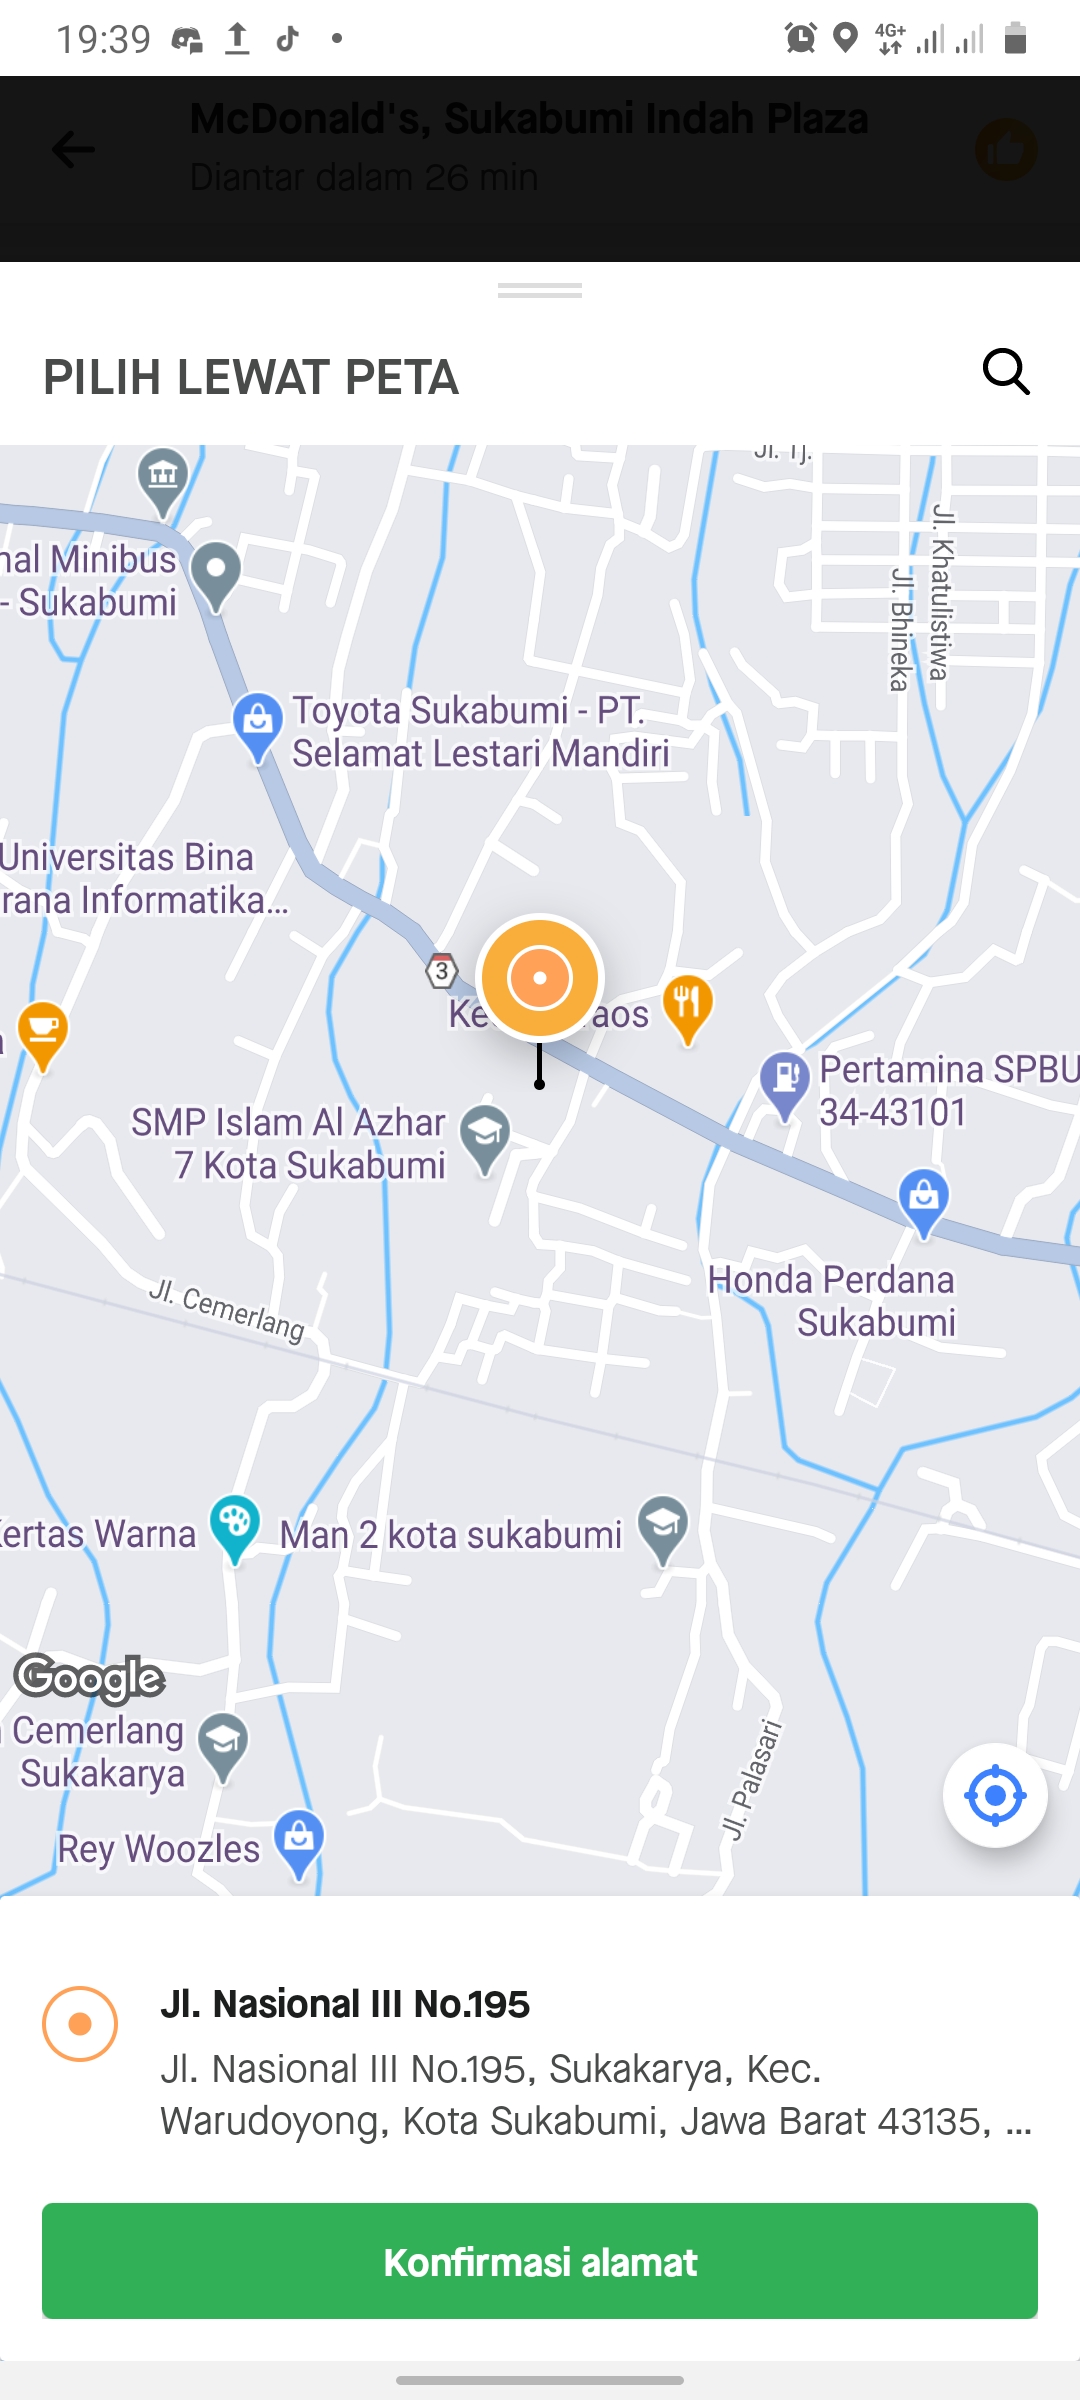 19:39
4G+
McDonald's, Sukabumi Indah Plaza
Diantar dalam 26 min
PILIH LEWAT PETA
Jl. Tj.
Minibus
- Sukabumi
Jl. Khatulistiwa
Jl. Bhineka
Toyota Sukabumi - PT.
Selamat Lestari Mandiri
Universitas Bina
Informatika...
3
Pertamina SPBU
34-43101
SMP Islam Al Azhar
7 Kota Sukabumi
Honda Perdana
Sukabumi
Jl. Cemerlang
Warna
Man 2 kota sukabumi
Google
Cemerlang
Sukakarya
Jl. Palasari
Rey Woozles
Jl. Nasional III No.195
Jl. Nasional III No.195, Sukakarya, Kec.
Warudoyong, Kota Sukabumi, Jawa Barat 43135, ...
Konfirmasi alamat